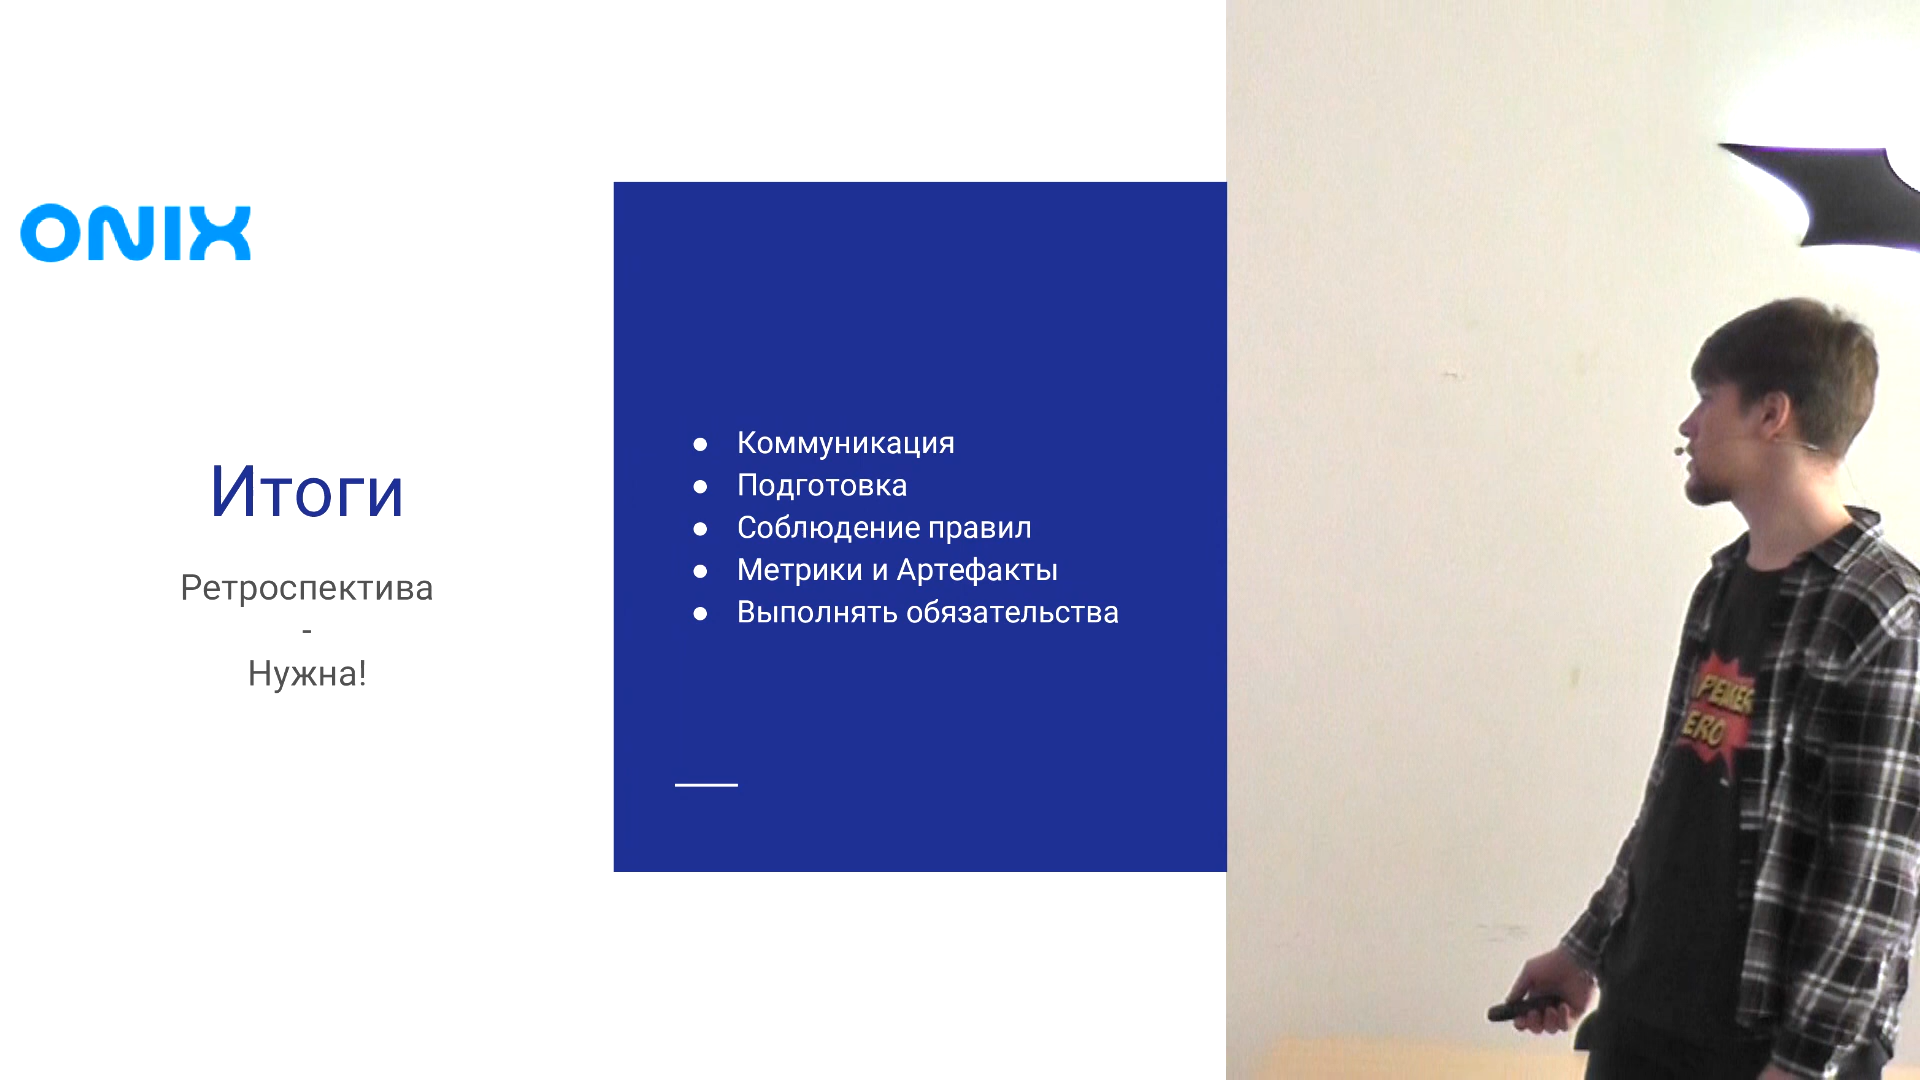 ONIX
Итоги
Ретроспектива
-
Нужна!
● Коммуникация
● Подготовка
● Соблюдение правил
● Метрики и Артефакты
● Выполнять обязательства